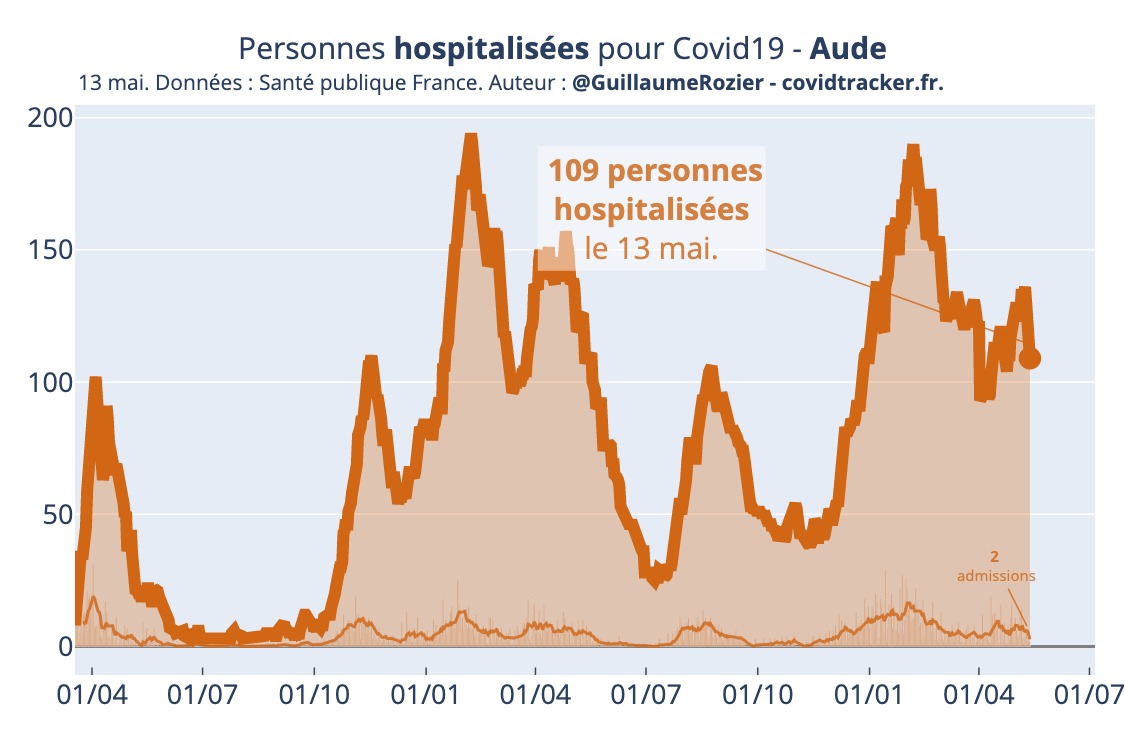 Personnes hospitalisées pour Covid19 - Aude
13 mai. Données : Santé publique France. Auteur : @GuillaumeRozier - covidtracker.fr.
200
109 personnes
hospitalisées
le 13 mai.
150
100
50
2
admissions
0
01/04 01/07 01/10 01/01 01/04 01/07 01/10 01/01 01/04 01/07